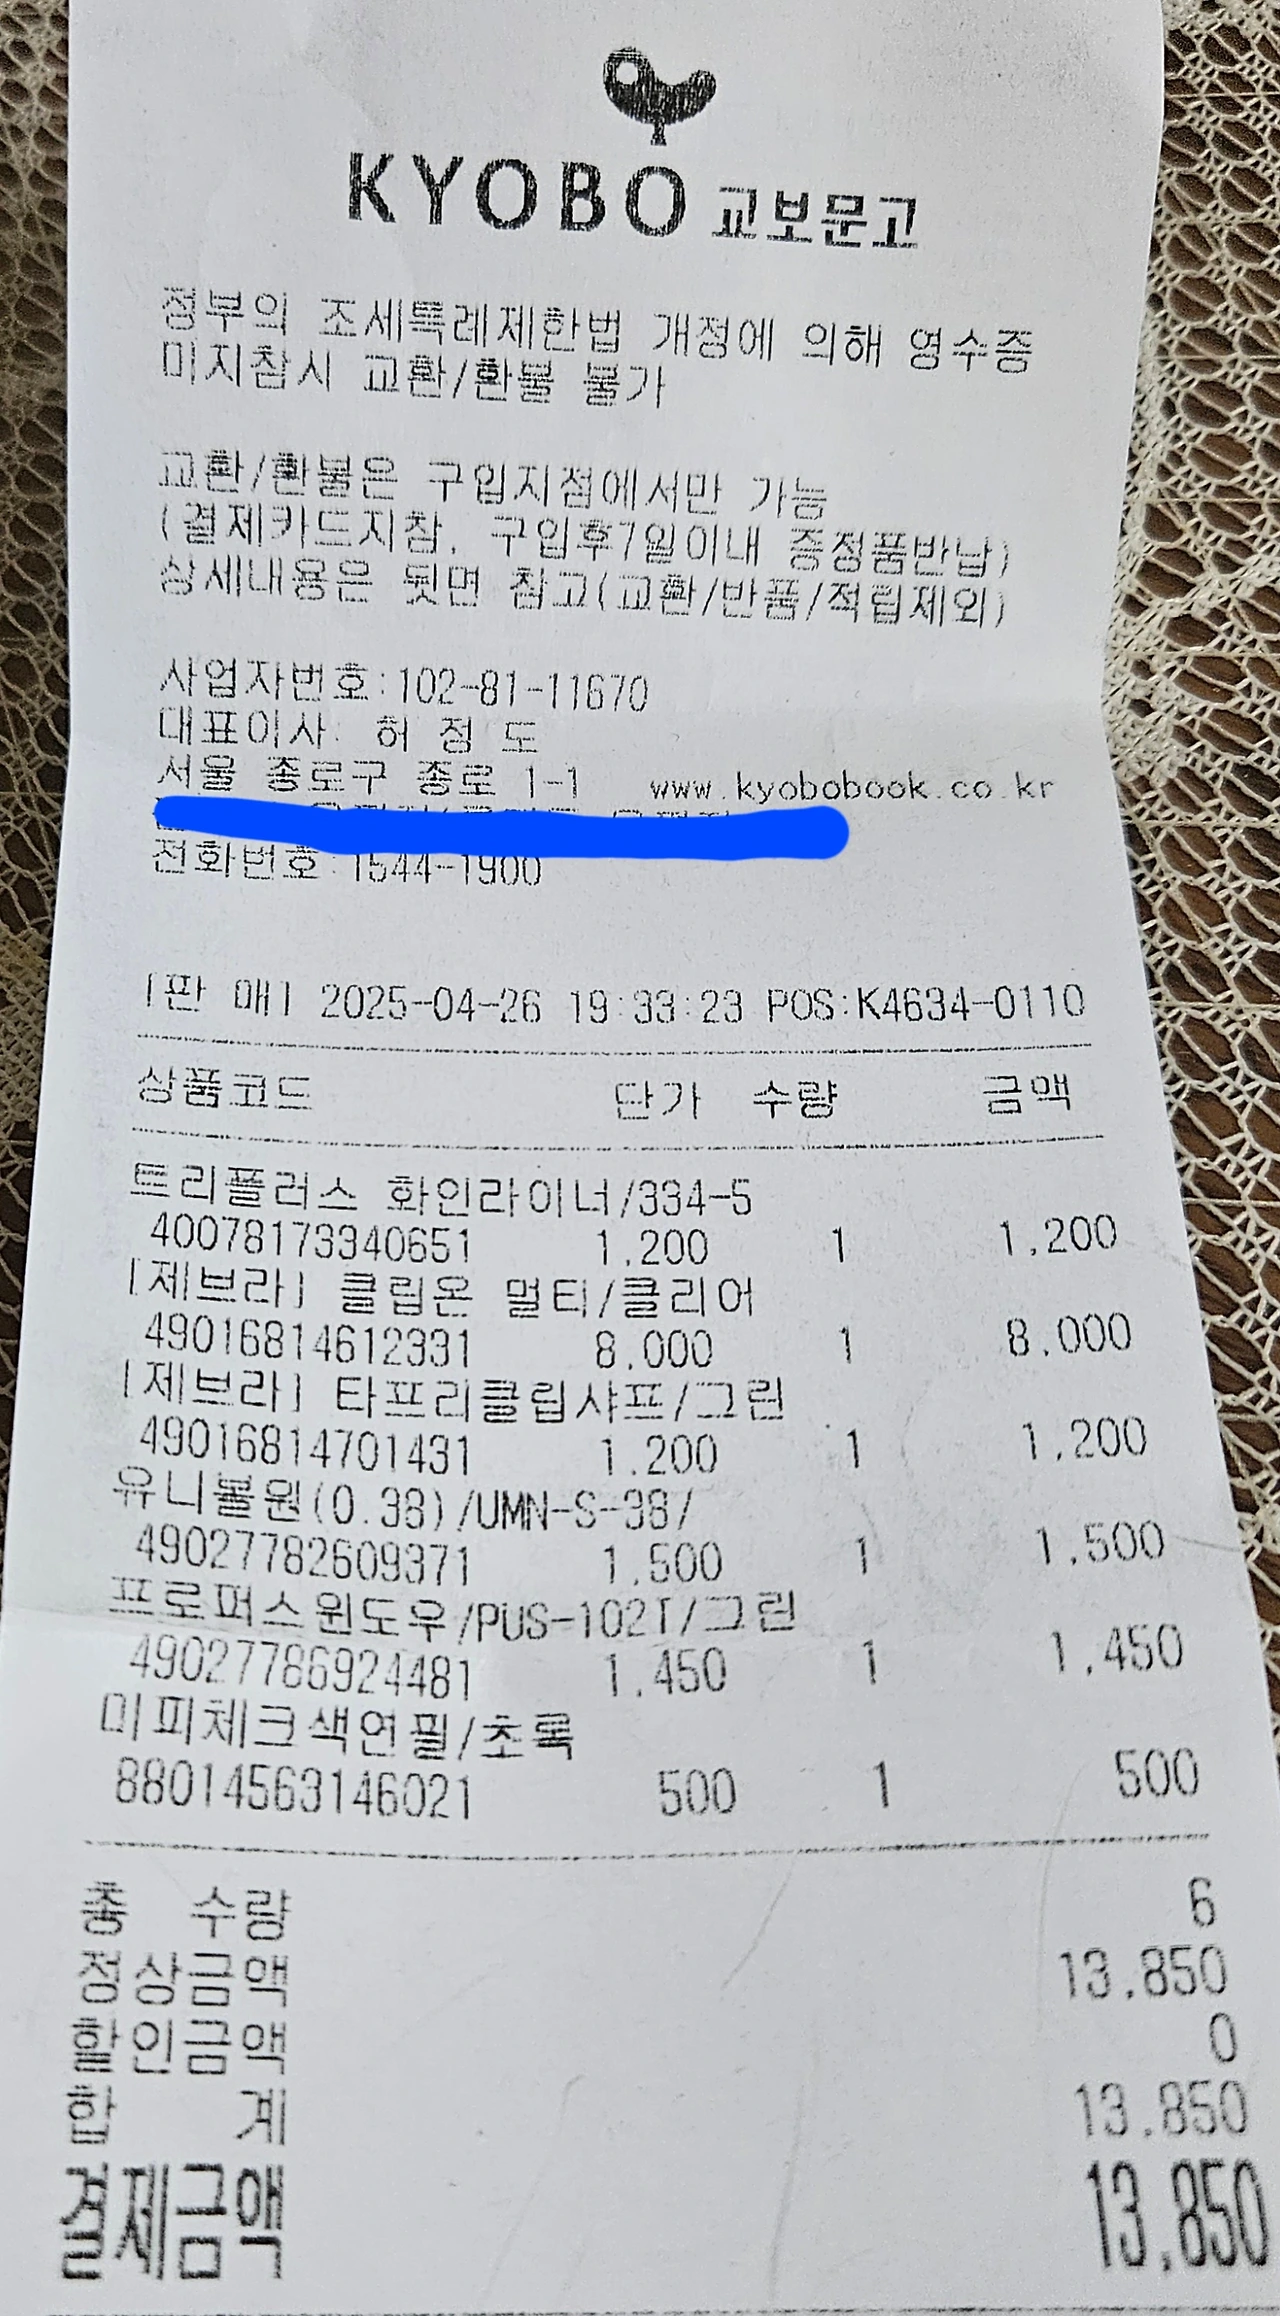 KYOBO 교보문고
정부의 조세특례제한법 개정에 의해 영수증
미지참시 교환/환불 불가
교환/환불은 구입지점에서만 가능
(결제카드지참, 구입후7일이내 증정품반납)
상세내용은 뒷면 참고(교환/반품/적립제외)
사업자번호:102-81-11670
대표이사: 허 정 도
서울 종로구 종로 1-1 www.kyobobook.co.kr
전화번호:1544-1900
[판 매] 2025-04-26 19:33:23 POS:K4634-0110
상품코드 단가 수량 금액
트리플러스 화인라이너/334-5
40078173340651 1,200 1 1,200
[제브라] 클립온 멀티/클리어
49016814612331 8,000 1 8,000
[제브라] 타프리클립샤프/그린
49016814701431 1,200 1 1,200
유니볼원(0.38)/UMN-S-38/
49027782609371 1,500 1 1,500
프로퍼스윈도우/PUS-102T/그린
49027786924481 1,450 1 1,450
미피체크색연필/초록
88014563146021 500 1 500
총 수량 6
정상금액 13,850
할인금액 0
합 계 13,850
결제금액 13,850